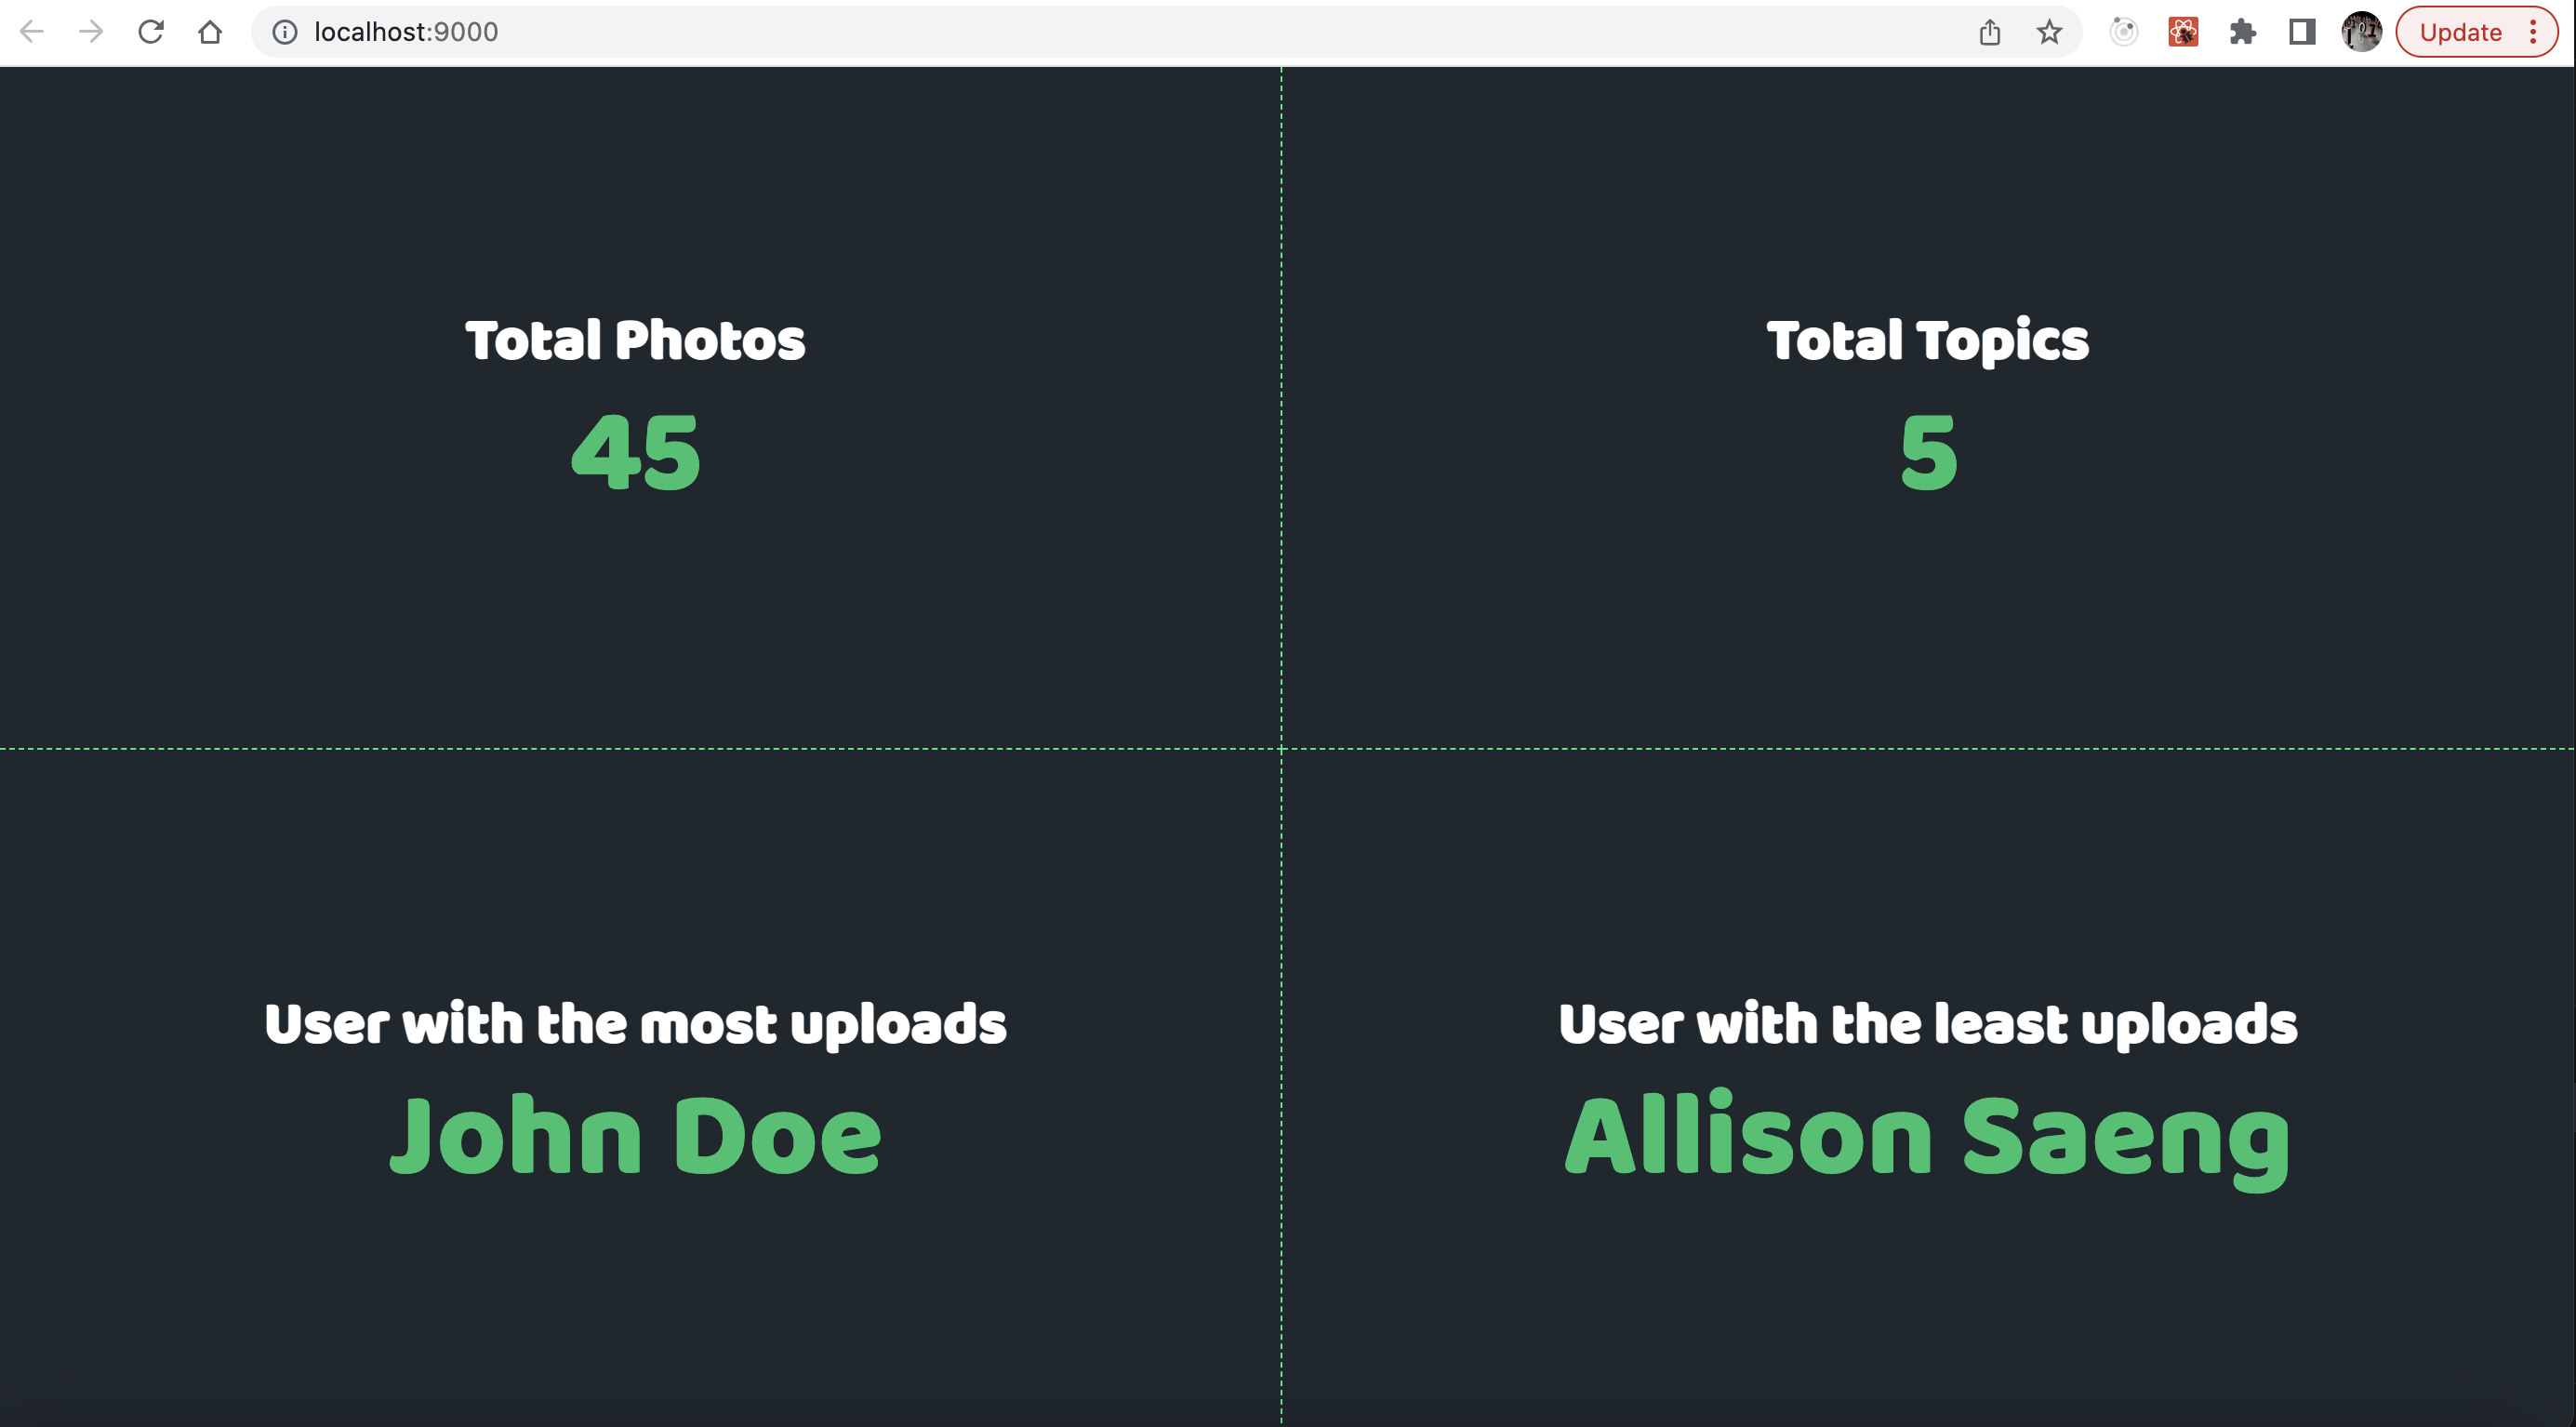 localhost:9000
Update
Total Photos
45
Total Topics
5
User with the most uploads
John Doe
User with the least uploads
Allison Saeng